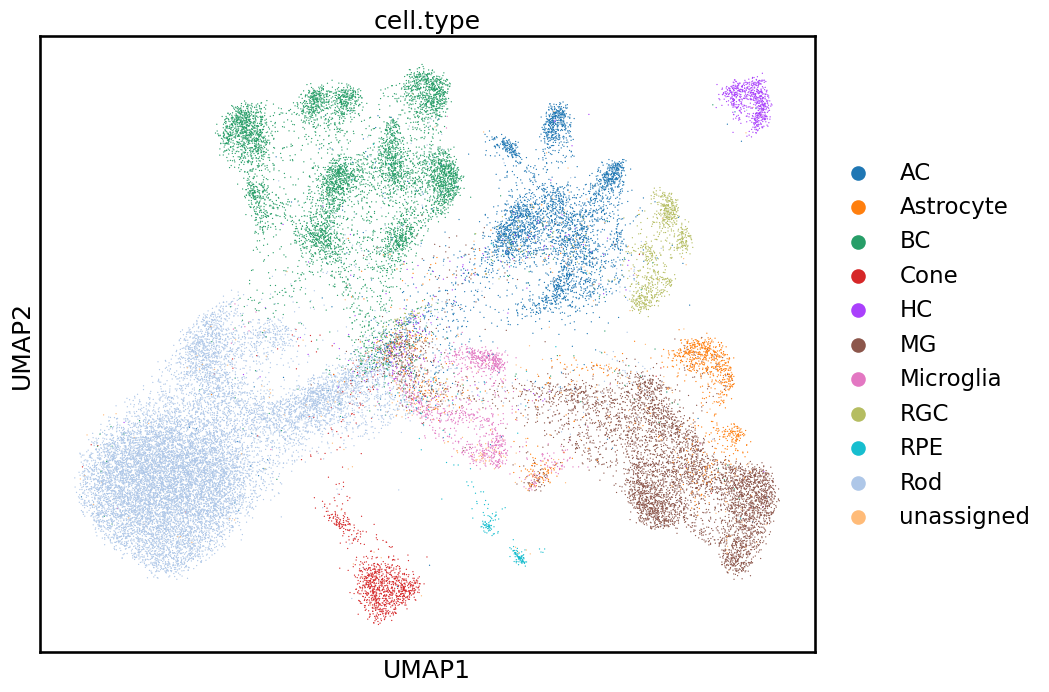 cell.type
UMAP2
UMAP1
AC
Astrocyte
BC
Cone
HC
MG
Microglia
RGC
RPE
Rod
unassigned